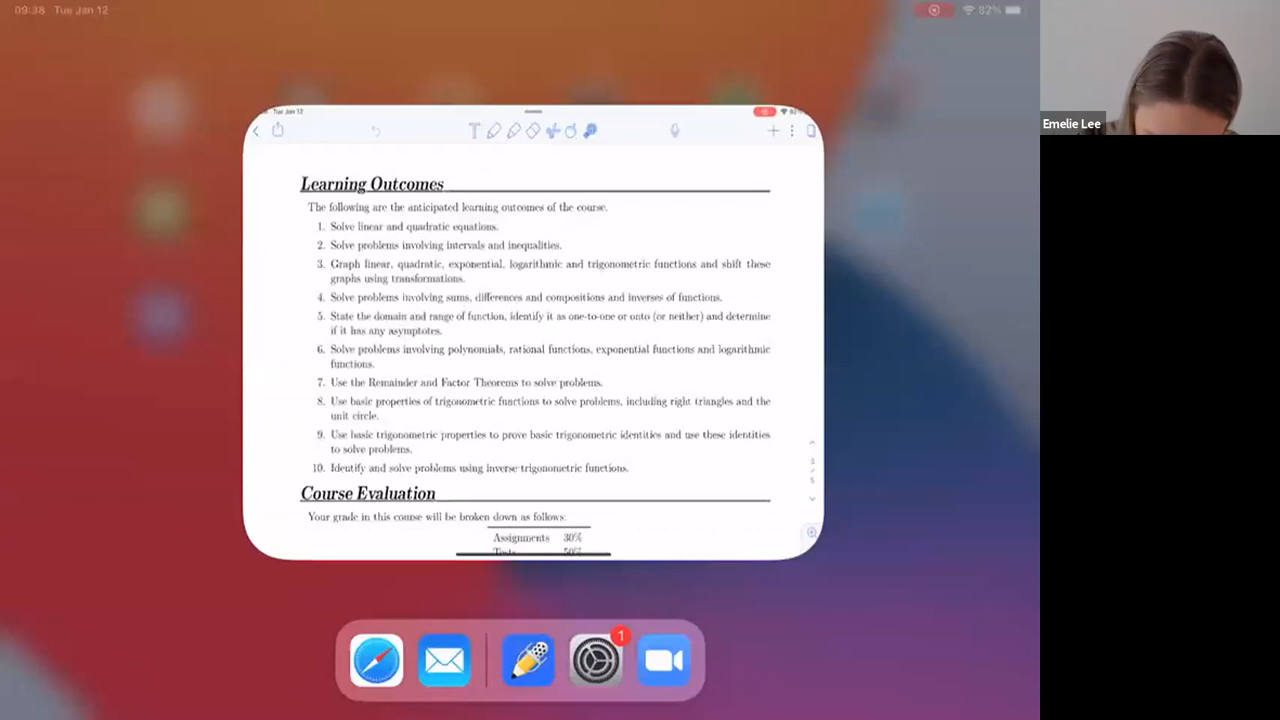 09:38 Tue Jan 12
82%
Emelie Lee
Tue Jan 12
Learning Outcomes
The following are the anticipated learning outcomes of the course.
1. Solve linear and quadratic equations.
2. Solve problems involving intervals and inequalities.
3. Graph linear, quadratic, exponential, logarithmic and trigonometric functions and shift these
graphs using transformations.
4. Solve problems involving sums, differences and compositions and inverses of functions.
5. State the domain and range of function, identify it as one-to-one or onto (or neither) and determine
if it has any asymptotes.
6. Solve problems involving polynomials, rational functions, exponential functions and logarithmic
functions.
7. Use the Remainder and Factor Theorems to solve problems.
8. Use basic properties of trigonometric functions to solve problems, including right triangles and the
unit circle.
9. Use basic trigonometric properties to prove basic trigonometric identities and use these identities
to solve problems.
10. Identify and solve problems using inverse trigonometric functions.
Course Evaluation
Your grade in this course will be broken down as follows:
Assignments 30%
Tests 50%
1